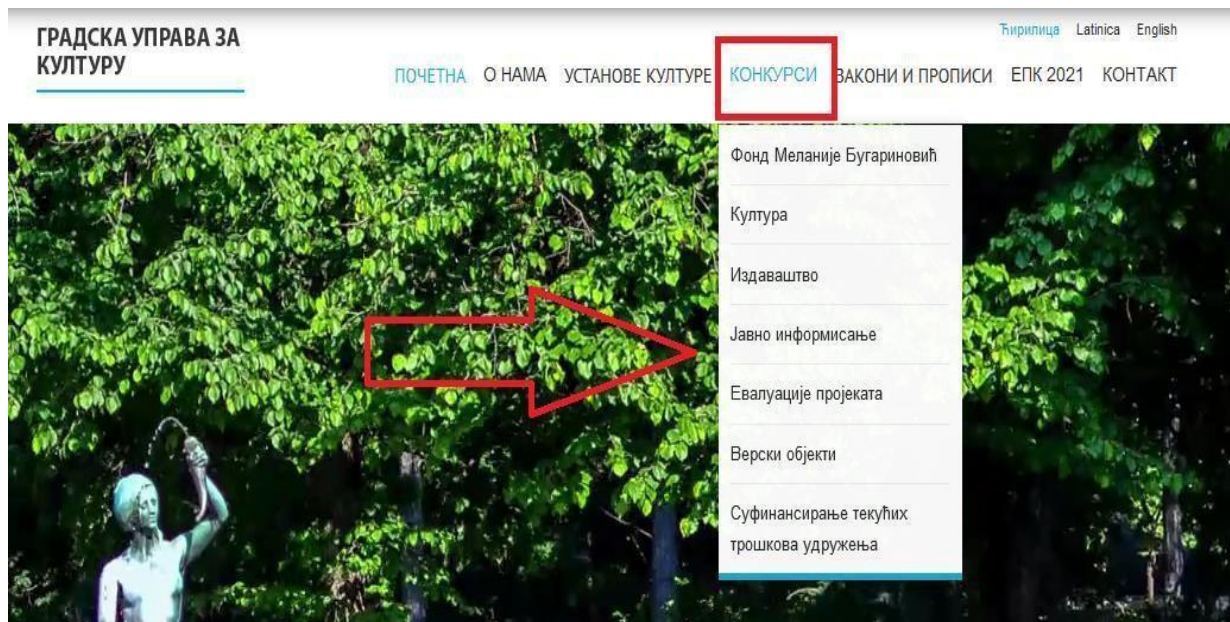 ГРАДСКА УПРАВА ЗА
КУЛТУРУ
Ћирилица Latinica English
ПОЧЕТНА О НАМА УСТАНОВЕ КУЛТУРЕ КОНКУРСИ ЗАКОНИ И ПРОПИСИ ЕПК 2021 КОНТАКТ
Фонд Меланије Бугариновић
Култура
Издаваштво
Јавно информисање
Евалуације пројеката
Верски објекти
Суфинансирање текућих
трошкова удружења